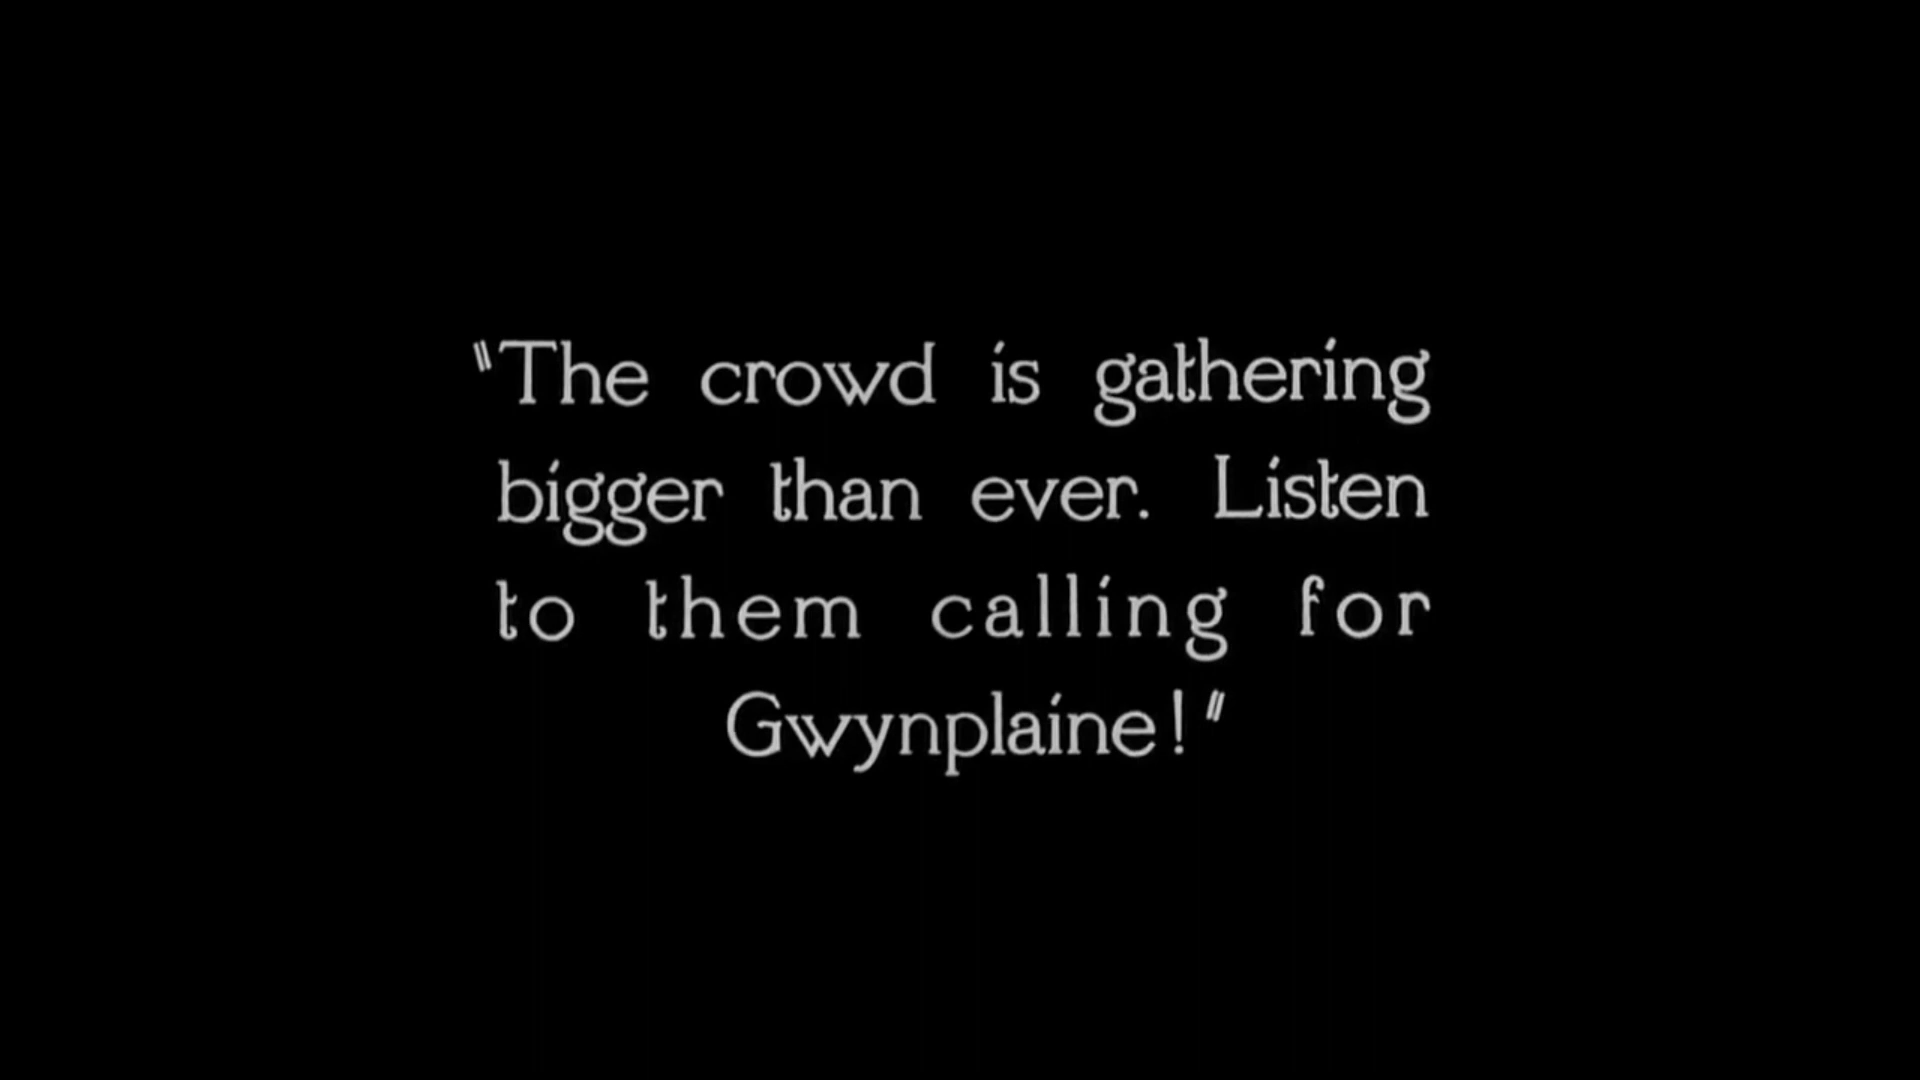 "The crowd is gathering
bigger than ever. Listen
to them calling for
Gwynplaine!"